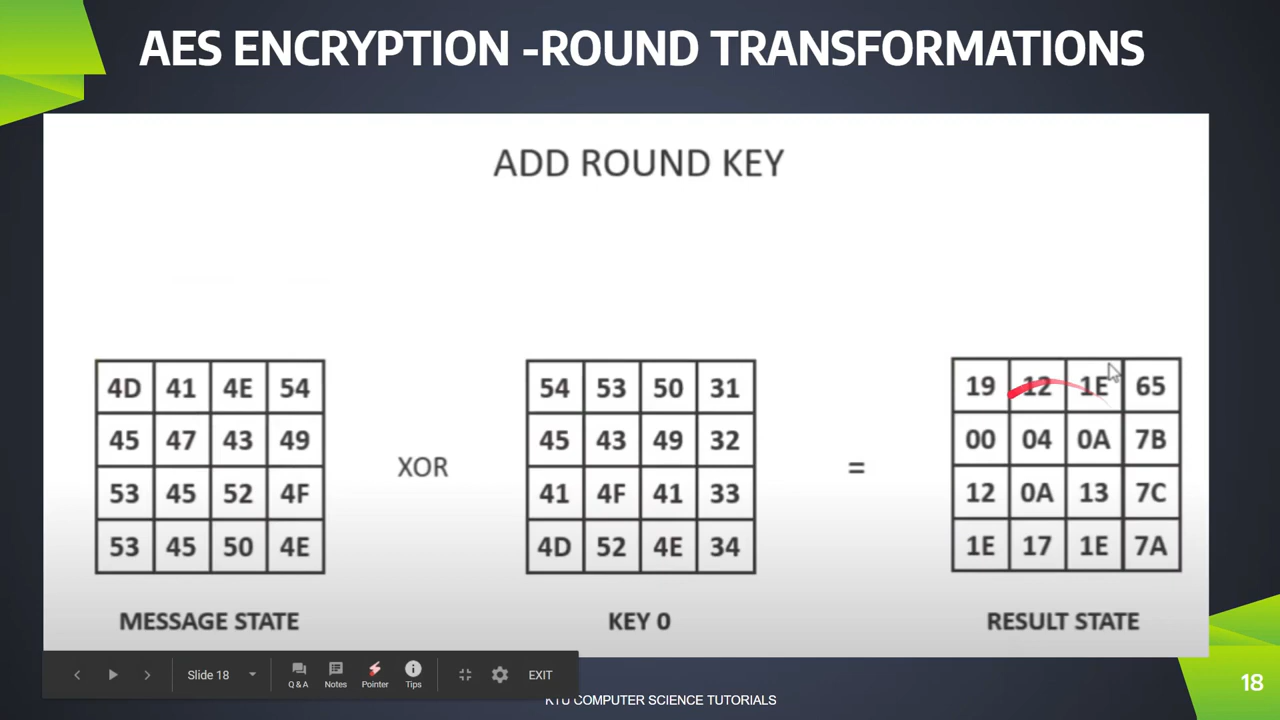 AES ENCRYPTION -ROUND TRANSFORMATIONS
ADD ROUND KEY
4D 41 4E 54
45 47 43 49
53 45 52 4F
53 45 50 4E
MESSAGE STATE
XOR
54 53 50 31
45 43 49 32
41 4F 41 33
4D 52 4E 34
KEY 0
=
19 12 1E 65
00 04 0A 7B
12 0A 13 7C
1E 17 1E 7A
RESULT STATE
Slide 18
Q & A
Notes
Pointer
Tips
EXIT
KTU COMPUTER SCIENCE TUTORIALS
18